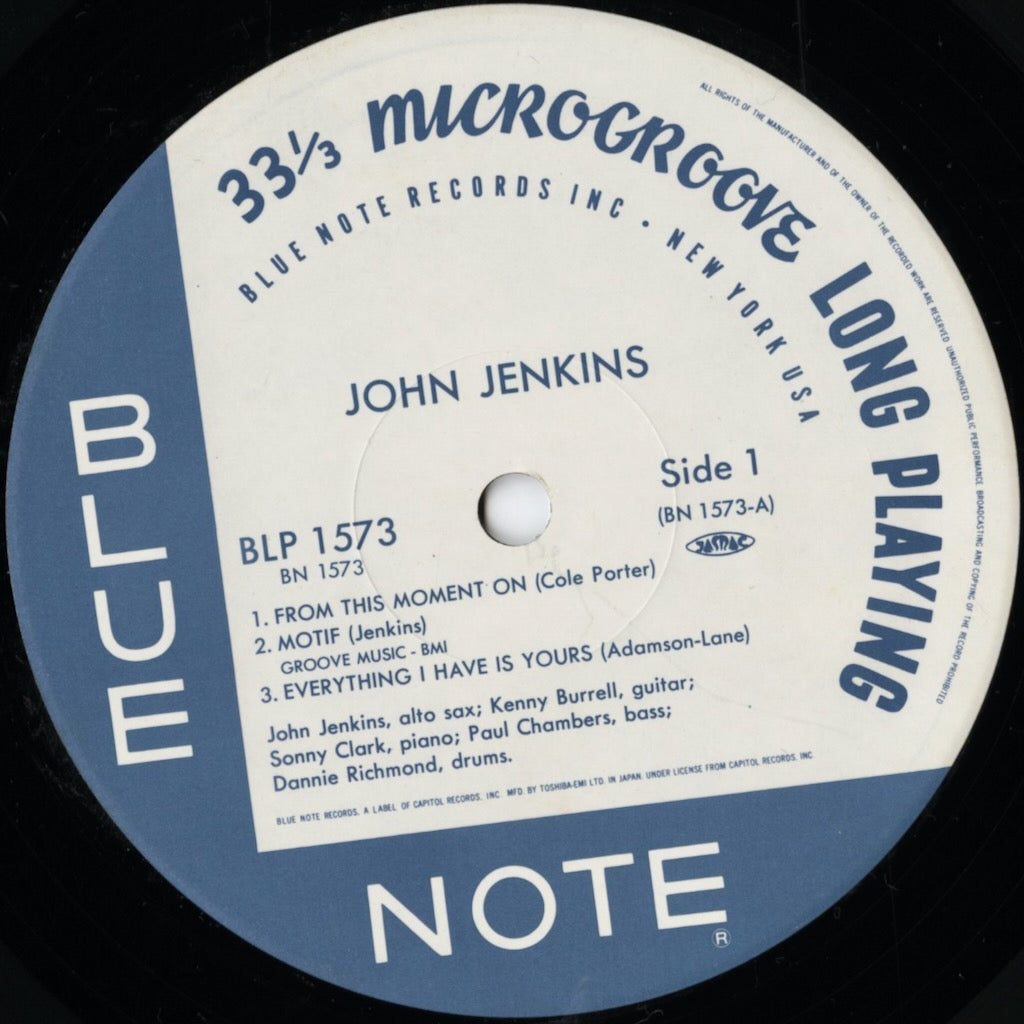 33⅓ MICROGROOVE LONG PLAYING
ALL RIGHTS OF THE MANUFACTURER AND OF THE OWNER OF THE RECORDED WORK ARE RESERVED UNAUTHORIZED PUBLIC PERFORMANCE BROADCASTING AND COPYING OF THE RECORD PROHIBITED
BLUE NOTE RECORDS INC · NEW YORK USA
JOHN JENKINS
Side 1
(BN 1573-A)
JASRAC
BLP 1573
BN 1573
1. FROM THIS MOMENT ON (Cole Porter)
2. MOTIF (Jenkins)
GROOVE MUSIC - BMI
3. EVERYTHING I HAVE IS YOURS (Adamson-Lane)
John Jenkins, alto sax; Kenny Burrell, guitar;
Sonny Clark, piano; Paul Chambers, bass;
Dannie Richmond, drums.
BLUE NOTE RECORDS, A LABEL OF CAPITOL RECORDS, INC. MFD. BY TOSHIBA-EMI LTD. IN JAPAN. UNDER LICENSE FROM CAPITOL RECORDS, INC.
BLUE
NOTE
®